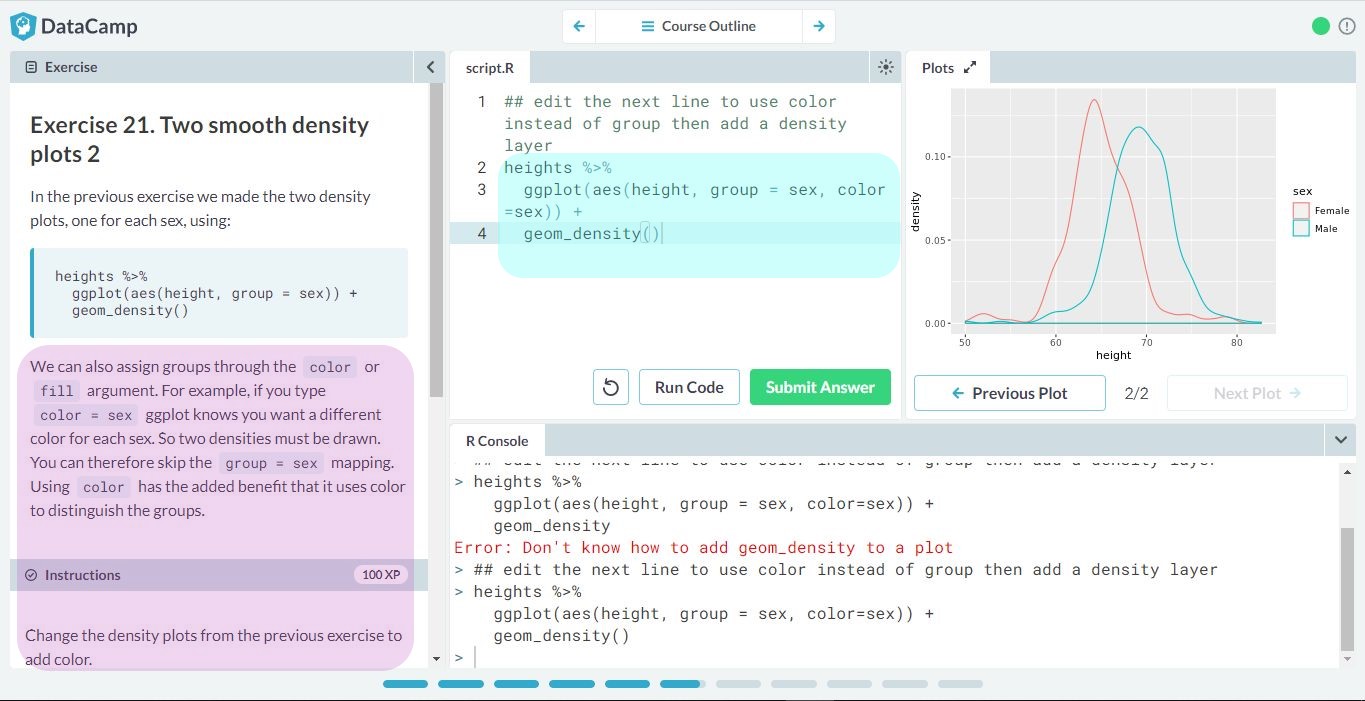 DataCamp
Course Outline
Exercise
Exercise 21. Two smooth density
plots 2
In the previous exercise we made the two density
plots, one for each sex, using:
heights %>%
ggplot(aes(height, group = sex)) +
geom_density()
We can also assign groups through the color or
fill argument. For example, if you type
color = sex ggplot knows you want a different
color for each sex. So two densities must be drawn.
You can therefore skip the group = sex mapping.
Using color has the added benefit that it uses color
to distinguish the groups.
Instructions 100 XP
Change the density plots from the previous exercise to
add color.
script.R
1 ## edit the next line to use color
instead of group then add a density
layer
2 heights %>%
3 ggplot(aes(height, group = sex, color
=sex)) +
4 geom_density()
Run Code Submit Answer
Plots
density
0.10
0.05
0.00
50 60 70 80
height
sex
Female
Male
Previous Plot 2/2 Next Plot
R Console
## edit the next line to use color instead of group then add a density layer
> heights %>%
ggplot(aes(height, group = sex, color=sex)) +
geom_density
Error: Don't know how to add geom_density to a plot
> ## edit the next line to use color instead of group then add a density layer
> heights %>%
ggplot(aes(height, group = sex, color=sex)) +
geom_density()
>